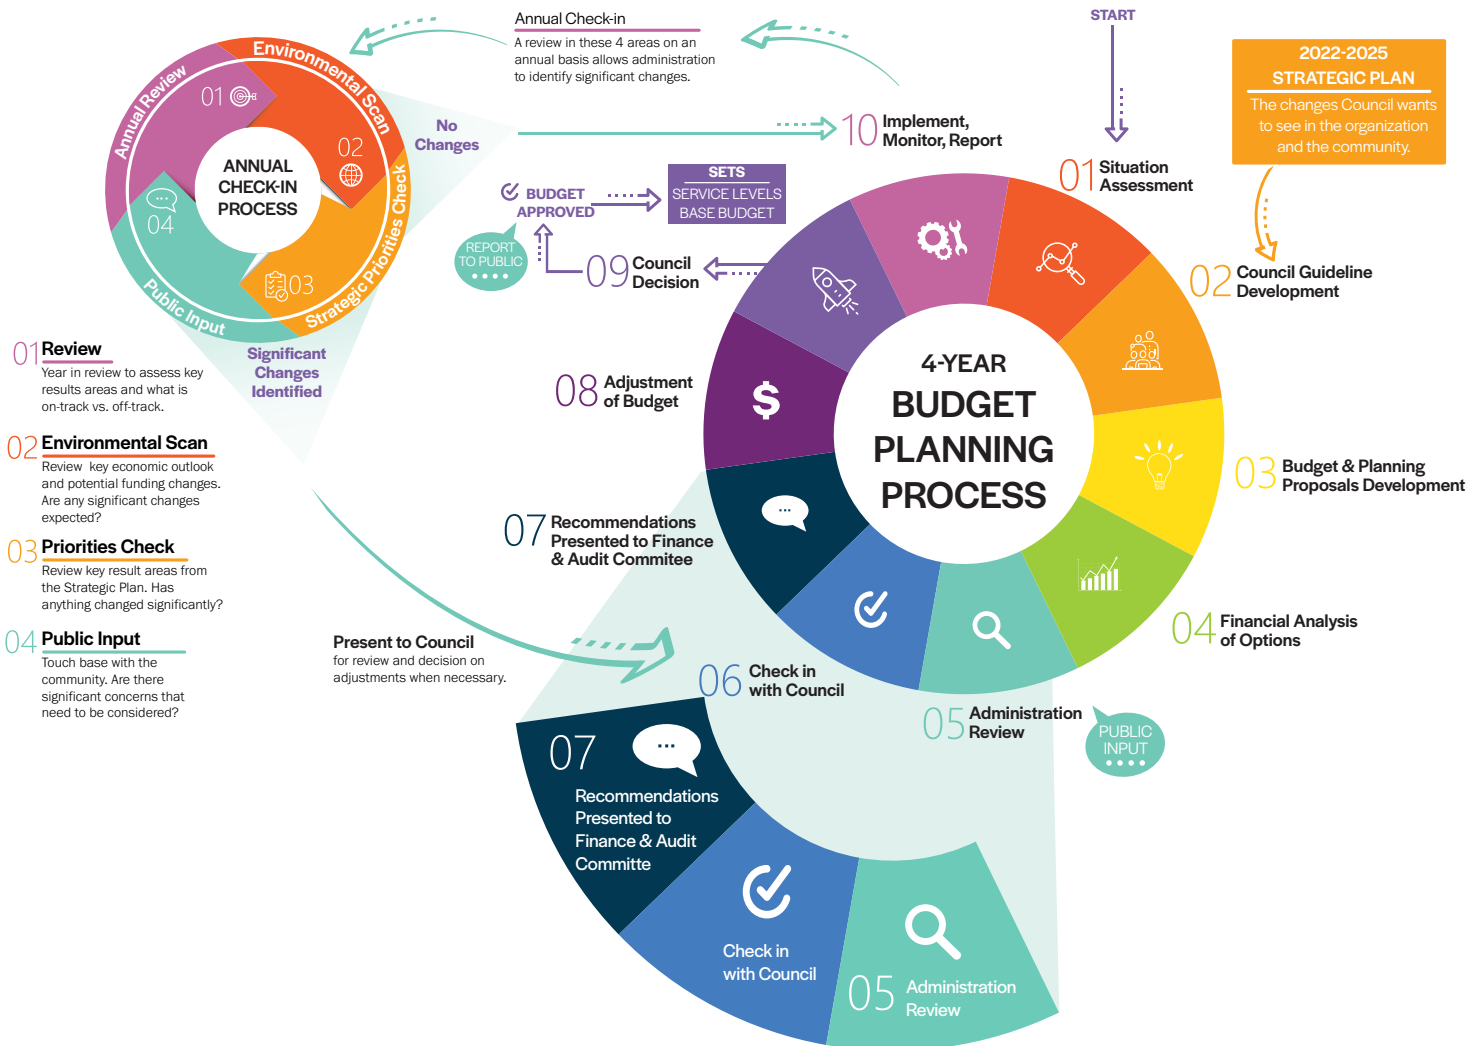 Annual Review
Environmental Scan
Strategic Priorities Check
Public Input
01
02
03
04
ANNUAL
CHECK-IN
PROCESS
Annual Check-in
A review in these 4 areas on an
annual basis allows administration
to identify significant changes.
No
Changes
Significant
Changes
Identified
01 Review
Year in review to assess key
results areas and what is
on-track vs. off-track.
02 Environmental Scan
Review key economic outlook
and potential funding changes.
Are any significant changes
expected?
03 Priorities Check
Review key result areas from
the Strategic Plan. Has
anything changed significantly?
04 Public Input
Touch base with the
community. Are there
significant concerns that
need to be considered?
Present to Council
for review and decision on
adjustments when necessary.
START
2022-2025
STRATEGIC PLAN
The changes Council wants
to see in the organization
and the community.
4-YEAR
BUDGET
PLANNING
PROCESS
01 Situation
Assessment
02 Council Guideline
Development
03 Budget & Planning
Proposals Development
04 Financial Analysis
of Options
05 Administration
Review
PUBLIC
INPUT
06 Check in
with Council
07 Recommendations
Presented to Finance
& Audit Commitee
08 Adjustment
of Budget
09 Council
Decision
BUDGET
APPROVED
REPORT
TO PUBLIC
SETS
SERVICE LEVELS
BASE BUDGET
10 Implement,
Monitor, Report
07
Recommendations
Presented to
Finance & Audit
Committe
Check in
with Council
05 Administration
Review